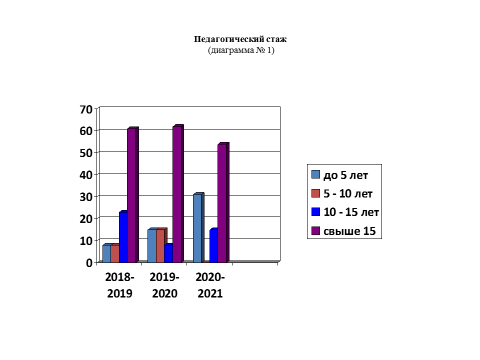 Педагогический стаж
(диаграмма № 1)
70
60
50
40
30
20
10
0
2018-
2019
2019-
2020
2020-
2021
до 5 лет
5 - 10 лет
10 - 15 лет
свыше 15